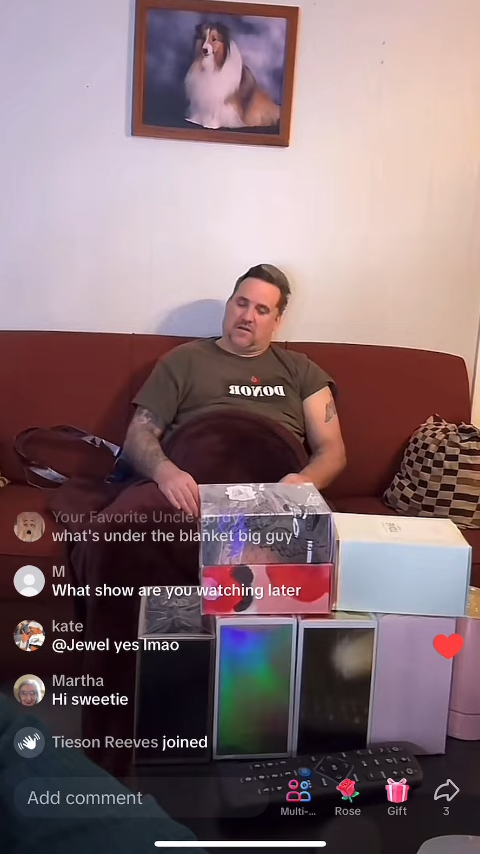 DONOR
Your Favorite Uncle
what's under the blanket big guy
M
What show are you watching later
kate
@Jewel yes lmao
Martha
Hi sweetie
Tieson Reeves joined
Add comment
Multi-...
Rose
Gift
3